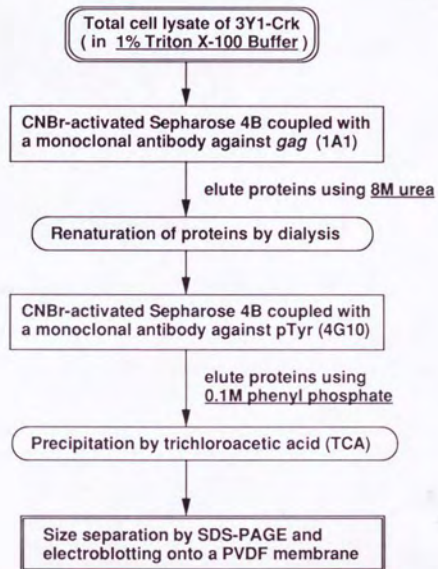 Total cell lysate of 3Y1-Crk
( in 1% Triton X-100 Buffer )
CNBr-activated Sepharose 4B coupled with
a monoclonal antibody against gag (1A1)
elute proteins using 8M urea
Renaturation of proteins by dialysis
CNBr-activated Sepharose 4B coupled with
a monoclonal antibody against pTyr (4G10)
elute proteins using
0.1M phenyl phosphate
Precipitation by trichloroacetic acid (TCA)
Size separation by SDS-PAGE and
electroblotting onto a PVDF membrane